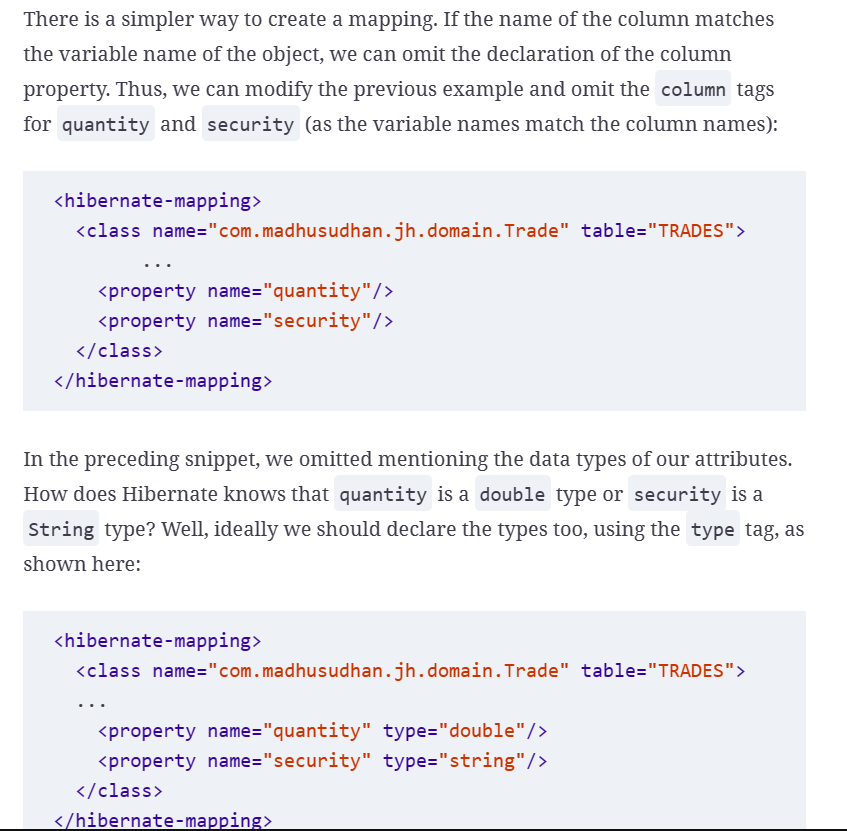 There is a simpler way to create a mapping. If the name of the column matches
the variable name of the object, we can omit the declaration of the column
property. Thus, we can modify the previous example and omit the column tags
for quantity and security (as the variable names match the column names):
<hibernate-mapping>
  <class name="com.madhusudhan.jh.domain.Trade" table="TRADES">
        ...
    <property name="quantity"/>
    <property name="security"/>
  </class>
</hibernate-mapping>
In the preceding snippet, we omitted mentioning the data types of our attributes.
How does Hibernate knows that quantity is a double type or security is a
String type? Well, ideally we should declare the types too, using the type tag, as
shown here:
<hibernate-mapping>
  <class name="com.madhusudhan.jh.domain.Trade" table="TRADES">
  ...
    <property name="quantity" type="double"/>
    <property name="security" type="string"/>
  </class>
</hibernate-mapping>